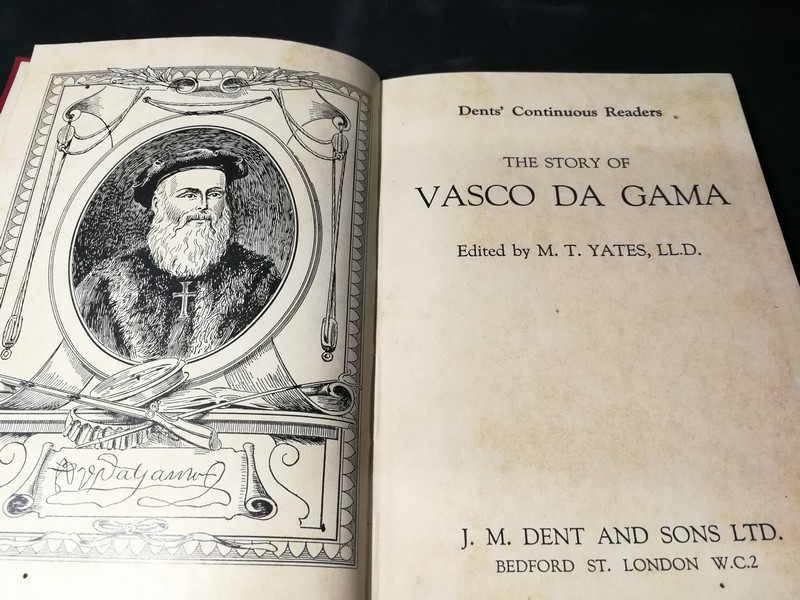 Dents' Continuous Readers
THE STORY OF
VASCO DA GAMA
Edited by M. T. YATES, LL.D.
J. M. DENT AND SONS LTD.
BEDFORD ST. LONDON W.C.2